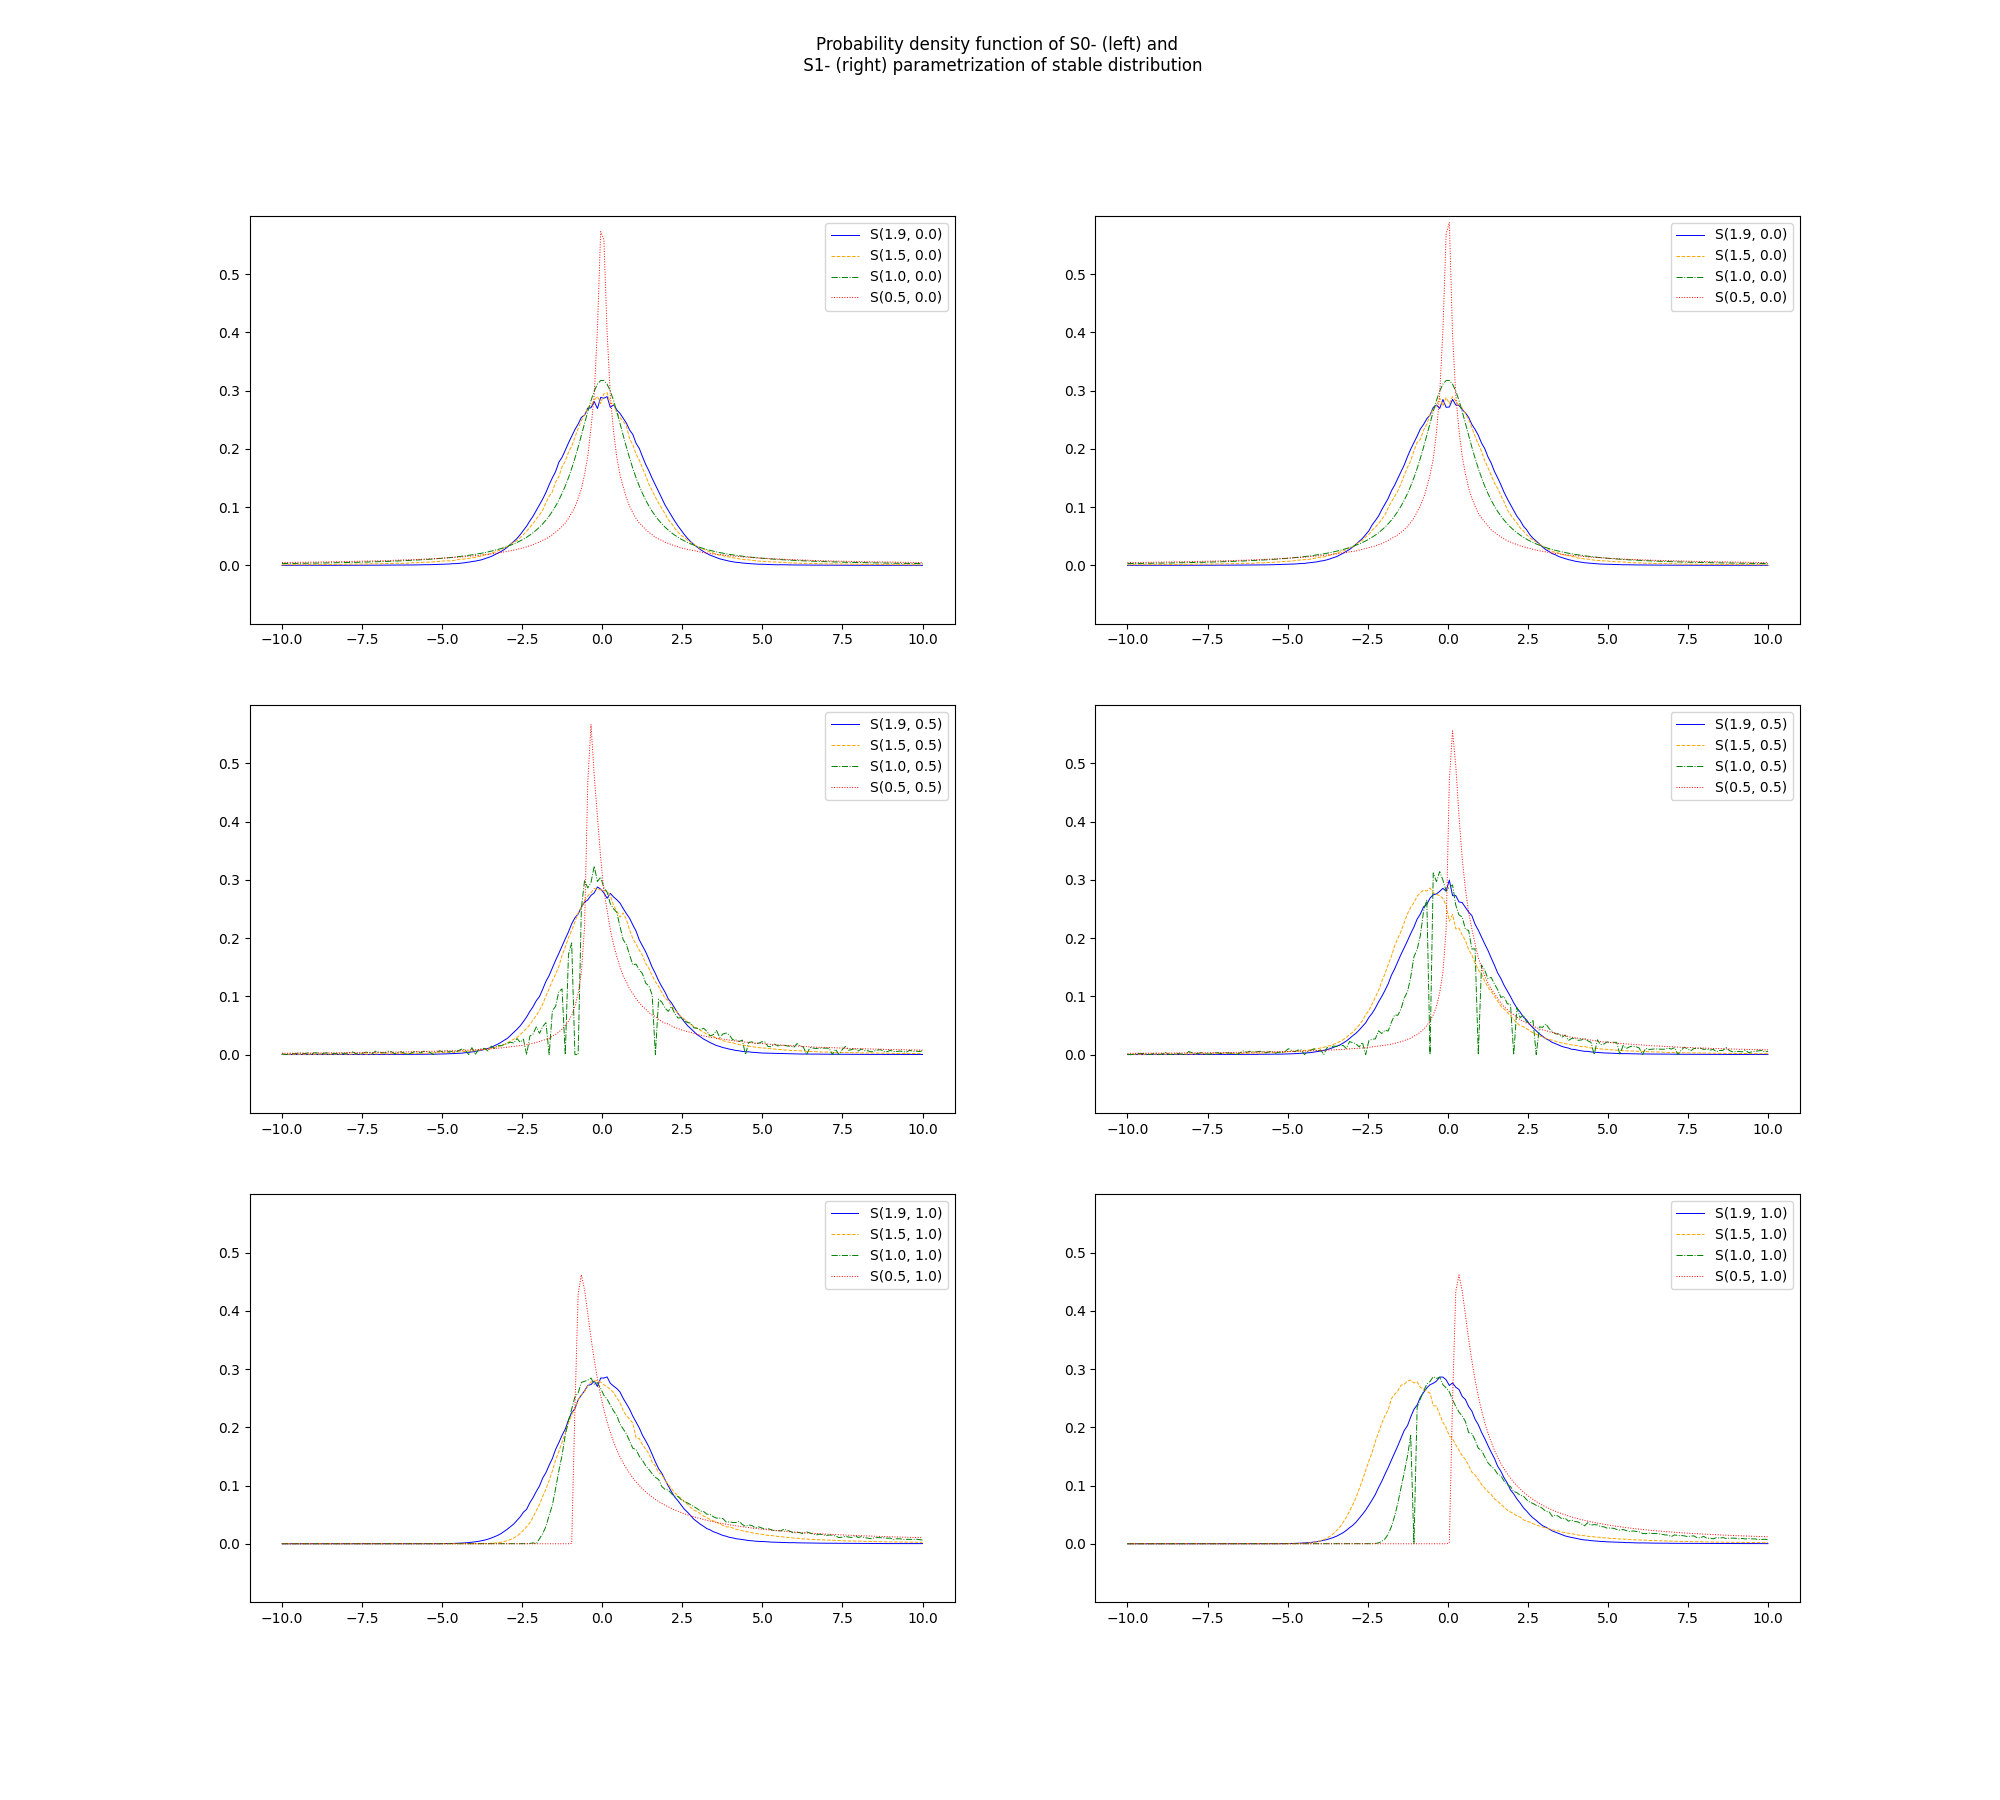 Probability density function of S0- (left) and
S1- (right) parametrization of stable distribution
S(1.9, 0.0)
S(1.5, 0.0)
S(1.0, 0.0)
S(0.5, 0.0)
0.5
0.4
0.3
0.2
0.1
0.0
−10.0 −7.5 −5.0 −2.5 0.0 2.5 5.0 7.5 10.0
S(1.9, 0.0)
S(1.5, 0.0)
S(1.0, 0.0)
S(0.5, 0.0)
0.5
0.4
0.3
0.2
0.1
0.0
−10.0 −7.5 −5.0 −2.5 0.0 2.5 5.0 7.5 10.0
S(1.9, 0.5)
S(1.5, 0.5)
S(1.0, 0.5)
S(0.5, 0.5)
0.5
0.4
0.3
0.2
0.1
0.0
−10.0 −7.5 −5.0 −2.5 0.0 2.5 5.0 7.5 10.0
S(1.9, 0.5)
S(1.5, 0.5)
S(1.0, 0.5)
S(0.5, 0.5)
0.5
0.4
0.3
0.2
0.1
0.0
−10.0 −7.5 −5.0 −2.5 0.0 2.5 5.0 7.5 10.0
S(1.9, 1.0)
S(1.5, 1.0)
S(1.0, 1.0)
S(0.5, 1.0)
0.5
0.4
0.3
0.2
0.1
0.0
−10.0 −7.5 −5.0 −2.5 0.0 2.5 5.0 7.5 10.0
S(1.9, 1.0)
S(1.5, 1.0)
S(1.0, 1.0)
S(0.5, 1.0)
0.5
0.4
0.3
0.2
0.1
0.0
−10.0 −7.5 −5.0 −2.5 0.0 2.5 5.0 7.5 10.0